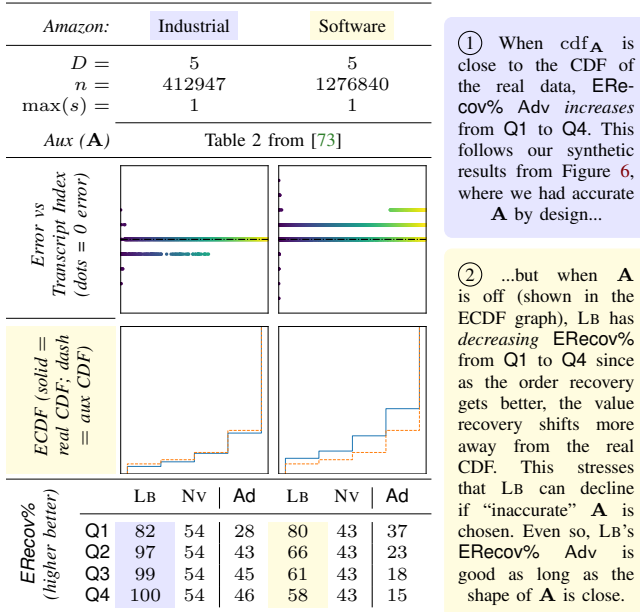 Amazon: Industrial Software
D = 5 5
n = 412947 1276840
max(s) = 1 1
Aux (A) Table 2 from [73]
Error vs
Transcript Index
(dots = 0 error)
ECDF (solid =
real CDF; dash
= aux CDF)
ERecov%
(higher better)
LB NV Ad LB NV Ad
Q1 82 54 28 80 43 37
Q2 97 54 43 66 43 23
Q3 99 54 45 61 43 18
Q4 100 54 46 58 43 15
① When cdf_A is
close to the CDF of
the real data, ERe-
cov% Adv increases
from Q1 to Q4. This
follows our synthetic
results from Figure 6,
where we had accurate
A by design...
② ...but when A
is off (shown in the
ECDF graph), LB has
decreasing ERecov%
from Q1 to Q4 since
as the order recovery
gets better, the value
recovery shifts more
away from the real
CDF. This stresses
that LB can decline
if “inaccurate” A is
chosen. Even so, LB’s
ERecov% Adv is
good as long as the
shape of A is close.